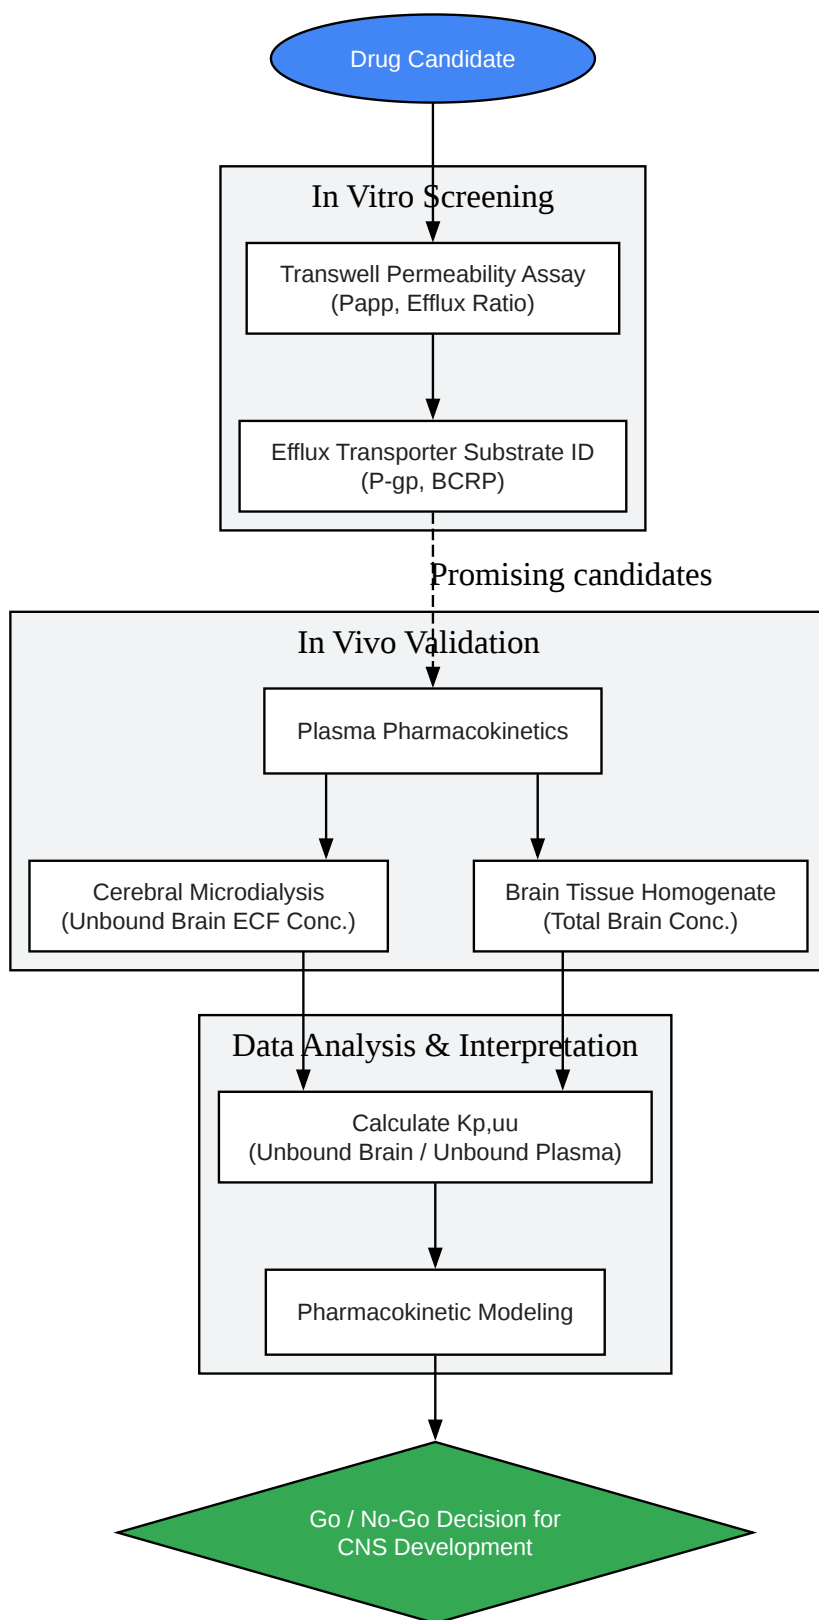 Drug Candidate
In Vitro Screening
Transwell Permeability Assay
(Papp, Efflux Ratio)
Efflux Transporter Substrate ID
(P-gp, BCRP)
Promising candidates
In Vivo Validation
Plasma Pharmacokinetics
Cerebral Microdialysis
(Unbound Brain ECF Conc.)
Brain Tissue Homogenate
(Total Brain Conc.)
Data Analysis & Interpretation
Calculate Kp,uu
(Unbound Brain / Unbound Plasma)
Pharmacokinetic Modeling
Go / No-Go Decision for
CNS Development